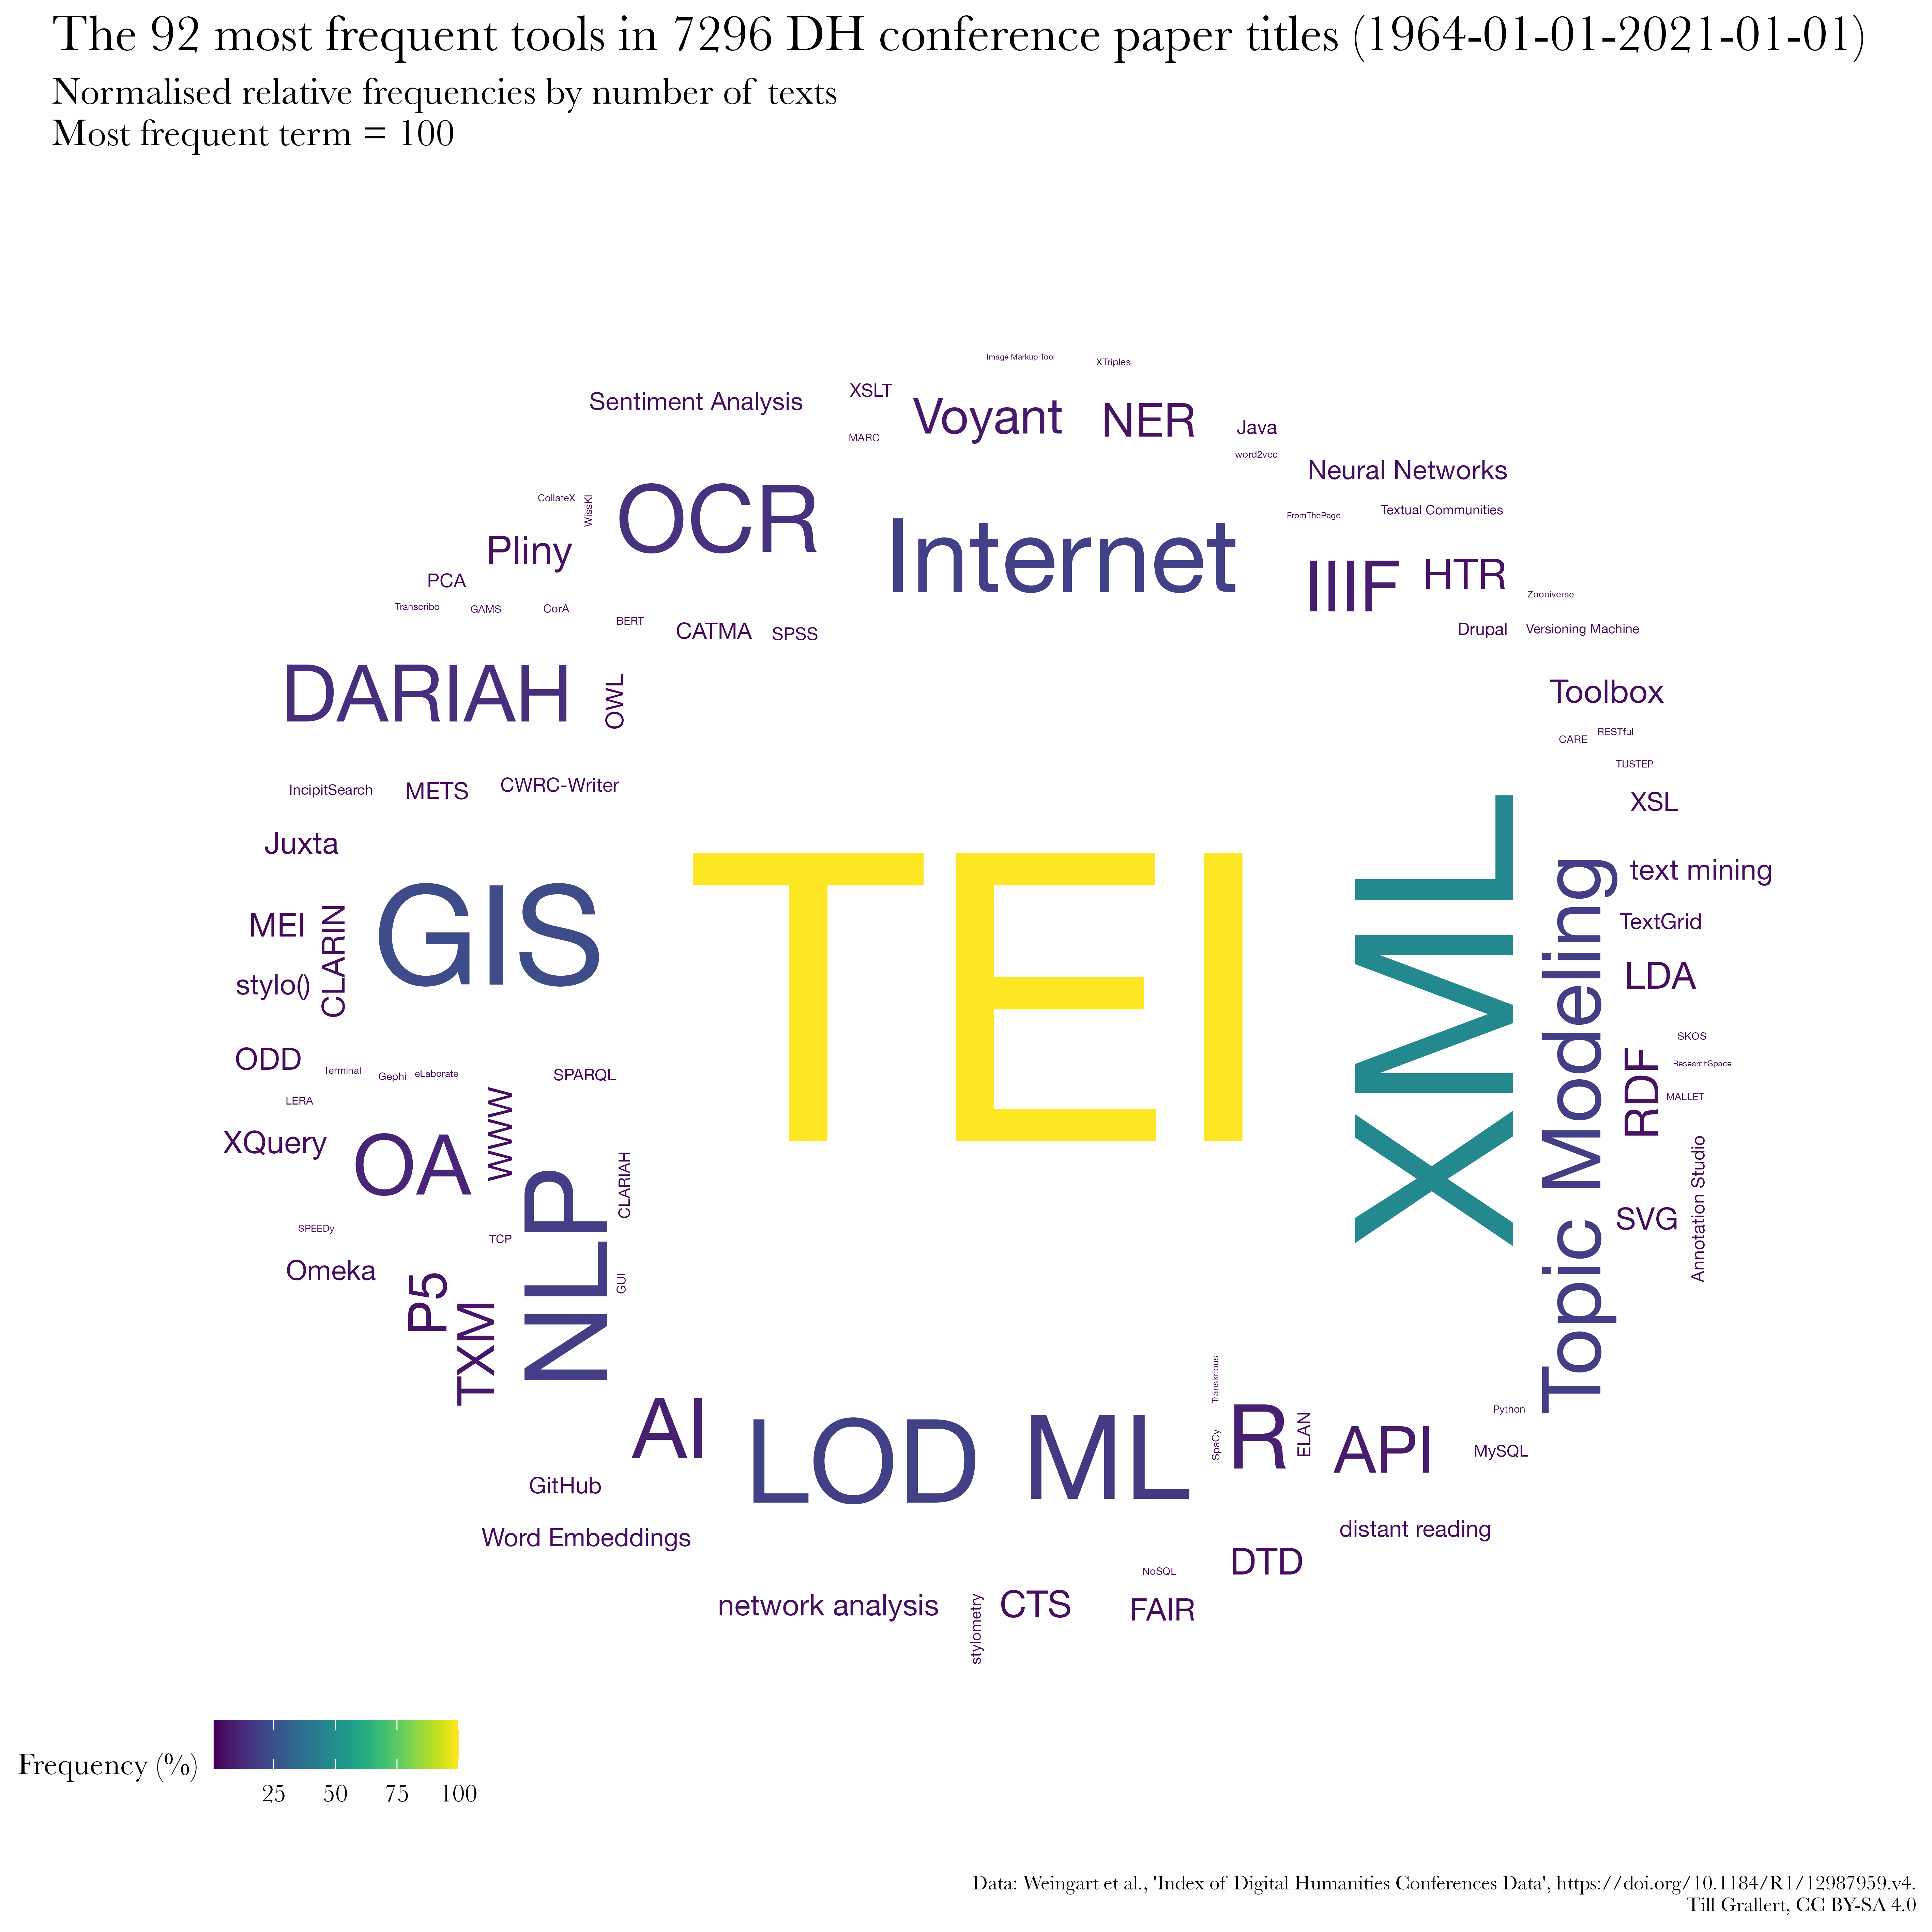 The 92 most frequent tools in 7296 DH conference paper titles (1964-01-01-2021-01-01)
Normalised relative frequencies by number of texts
Most frequent term = 100
Image Markup Tool
XTriples
Sentiment Analysis
XSLT
Voyant
NER
MARC
Java
word2vec
Neural Networks
CollateX
WissKI
OCR
Internet
FromThePage
Textual Communities
Pliny
PCA
IIIF
HTR
Zooniverse
Transcribo
GAMS
CorA
BERT
CATMA
SPSS
Drupal
Versioning Machine
DARIAH
OWL
Toolbox
CARE
RESTful
TUSTEP
IncipitSearch
METS
CWRC-Writer
XSL
Juxta
GIS
TEI
XML
Topic Modeling
text mining
MEI
CLARIN
TextGrid
stylo()
LDA
ODD
Terminal
Gephi
eLaborate
SPARQL
SKOS
RDF
ResearchSpace
LERA
MALLET
XQuery
OA
WWW
CLARIAH
Annotation Studio
SPEEDy
TCP
NLP
SVG
Omeka
GUI
P5
TXM
Transkribus
AI
LOD
ML
SpaCy
R
ELAN
API
Python
MySQL
GitHub
Word Embeddings
distant reading
DTD
NoSQL
network analysis
stylometry
CTS
FAIR
Frequency (%)
25 50 75 100
Data: Weingart et al., 'Index of Digital Humanities Conferences Data', https://doi.org/10.1184/R1/12987959.v4.
Till Grallert, CC BY-SA 4.0